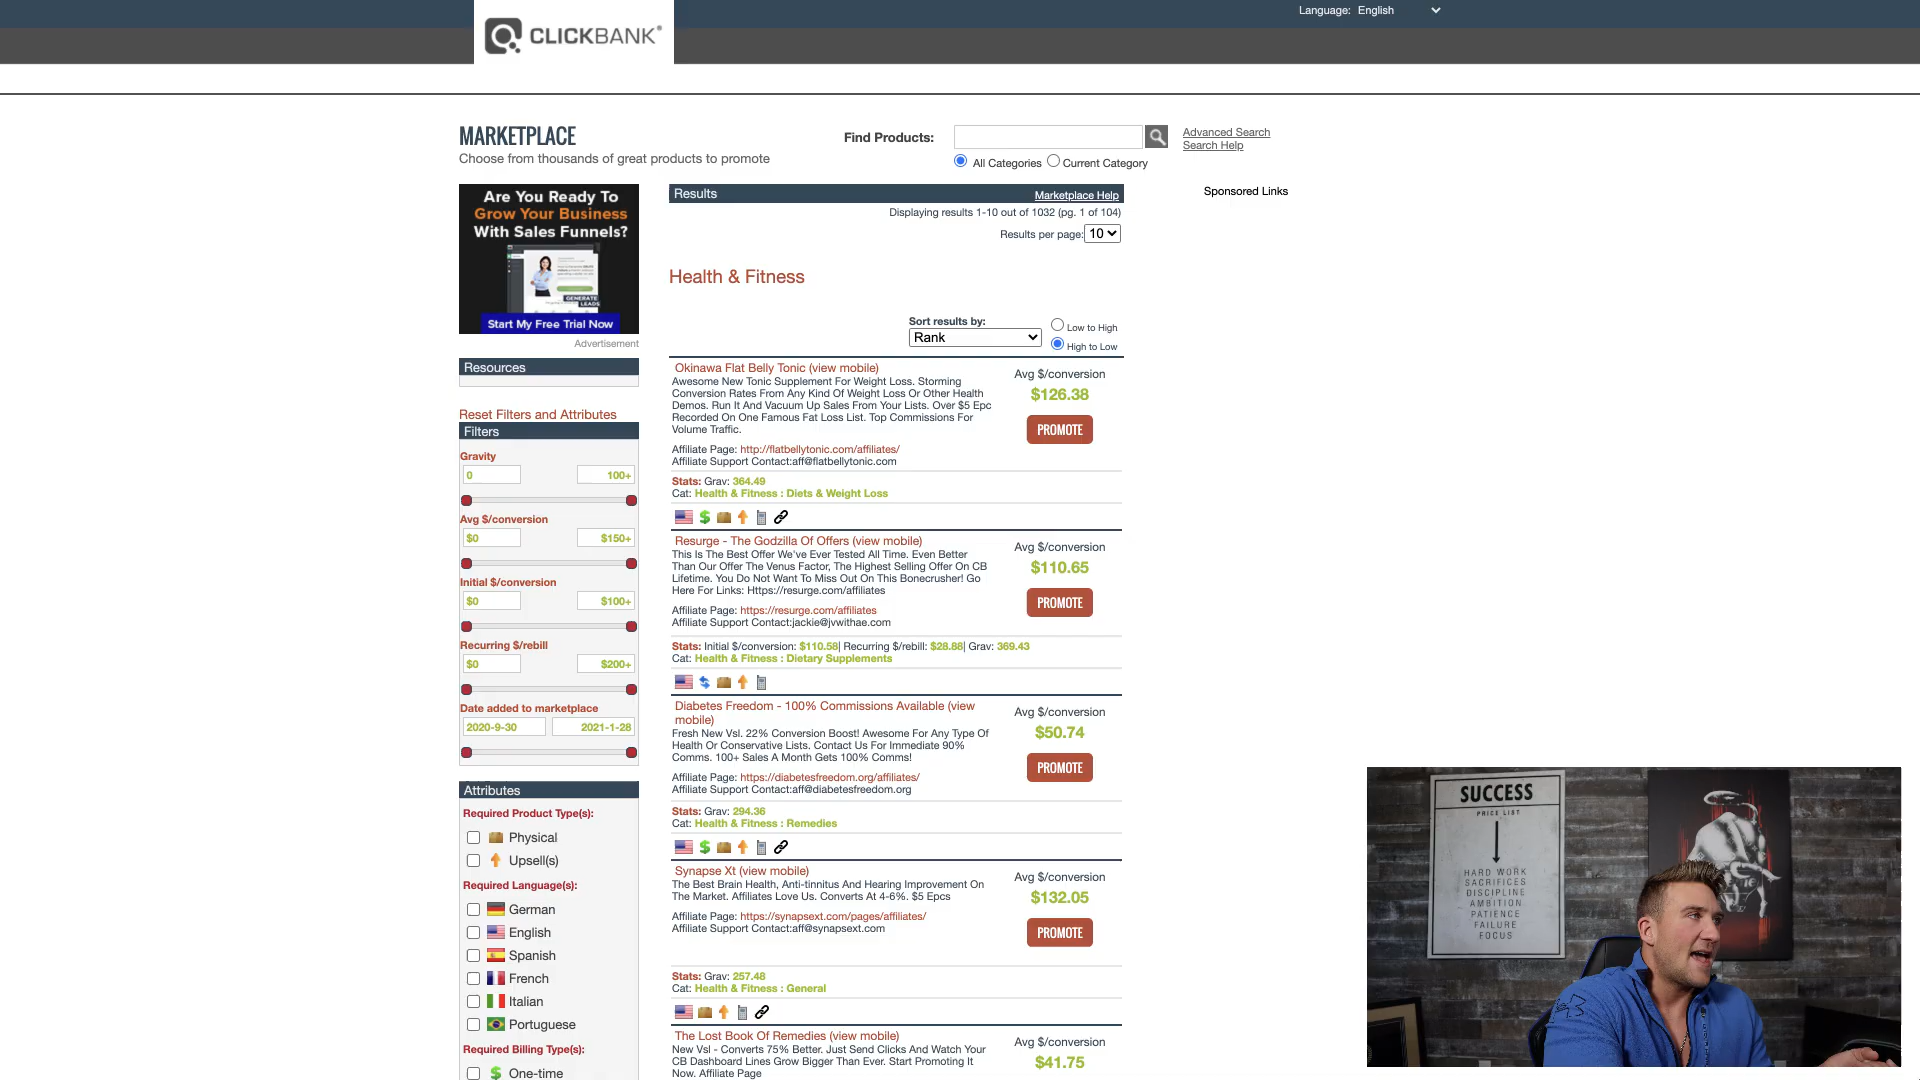 Language: English
CLICKBANK®
MARKETPLACE
Choose from thousands of great products to promote
Find Products:
All Categories Current Category
Advanced Search
Search Help
Are You Ready To
Grow Your Business
With Sales Funnels?
GENERATE
LEADS
Start My Free Trial Now
Advertisement
Resources
Reset Filters and Attributes
Filters
Gravity
0 100+
Avg $/conversion
$0 $150+
Initial $/conversion
$0 $100+
Recurring $/rebill
$0 $200+
Date added to marketplace
2020-9-30 2021-1-28
Attributes
Required Product Type(s):
Physical
Upsell(s)
Required Language(s):
German
English
Spanish
French
Italian
Portuguese
Required Billing Type(s):
One-time
Results Marketplace Help
Displaying results 1-10 out of 1032 (pg. 1 of 104)
Results per page: 10
Health & Fitness
Sort results by:
Rank
Low to High
High to Low
Okinawa Flat Belly Tonic (view mobile)
Awesome New Tonic Supplement For Weight Loss. Storming
Conversion Rates From Any Kind Of Weight Loss Or Other Health
Demos. Run It And Vacuum Up Sales From Your Lists. Over $5 Epc
Recorded On One Famous Fat Loss List. Top Commissions For
Volume Traffic.
Affiliate Page: http://flatbellytonic.com/affiliates/
Affiliate Support Contact:aff@flatbellytonic.com
Avg $/conversion
$126.38
PROMOTE
Stats: Grav: 364.49
Cat: Health & Fitness : Diets & Weight Loss
Resurge - The Godzilla Of Offers (view mobile)
This Is The Best Offer We've Ever Tested All Time. Even Better
Than Our Offer The Venus Factor, The Highest Selling Offer On CB
Lifetime. You Do Not Want To Miss Out On This Bonecrusher! Go
Here For Links: Https://resurge.com/affiliates
Affiliate Page: https://resurge.com/affiliates
Affiliate Support Contact:jackie@jvwithae.com
Avg $/conversion
$110.65
PROMOTE
Stats: Initial $/conversion: $110.58| Recurring $/rebill: $28.88| Grav: 369.43
Cat: Health & Fitness : Dietary Supplements
Diabetes Freedom - 100% Commissions Available (view
mobile)
Fresh New Vsl. 22% Conversion Boost! Awesome For Any Type Of
Health Or Conservative Lists. Contact Us For Immediate 90%
Comms. 100+ Sales A Month Gets 100% Comms!
Affiliate Page: https://diabetesfreedom.org/affiliates/
Affiliate Support Contact:aff@diabetesfreedom.org
Avg $/conversion
$50.74
PROMOTE
Stats: Grav: 294.36
Cat: Health & Fitness : Remedies
Synapse Xt (view mobile)
The Best Brain Health, Anti-tinnitus And Hearing Improvement On
The Market. Affiliates Love Us. Converts At 4-6%. $5 Epcs
Affiliate Page: https://synapsext.com/pages/affiliates/
Affiliate Support Contact:aff@synapsext.com
Avg $/conversion
$132.05
PROMOTE
Stats: Grav: 257.48
Cat: Health & Fitness : General
The Lost Book Of Remedies (view mobile)
New Vsl - Converts 75% Better. Just Send Clicks And Watch Your
CB Dashboard Lines Grow Bigger Than Ever. Start Promoting It
Now. Affiliate Page
Avg $/conversion
$41.75
Sponsored Links
SUCCESS
PRICE LIST
HARD WORK
SACRIFICES
DISCIPLINE
AMBITION
PATIENCE
FAILURE
FOCUS